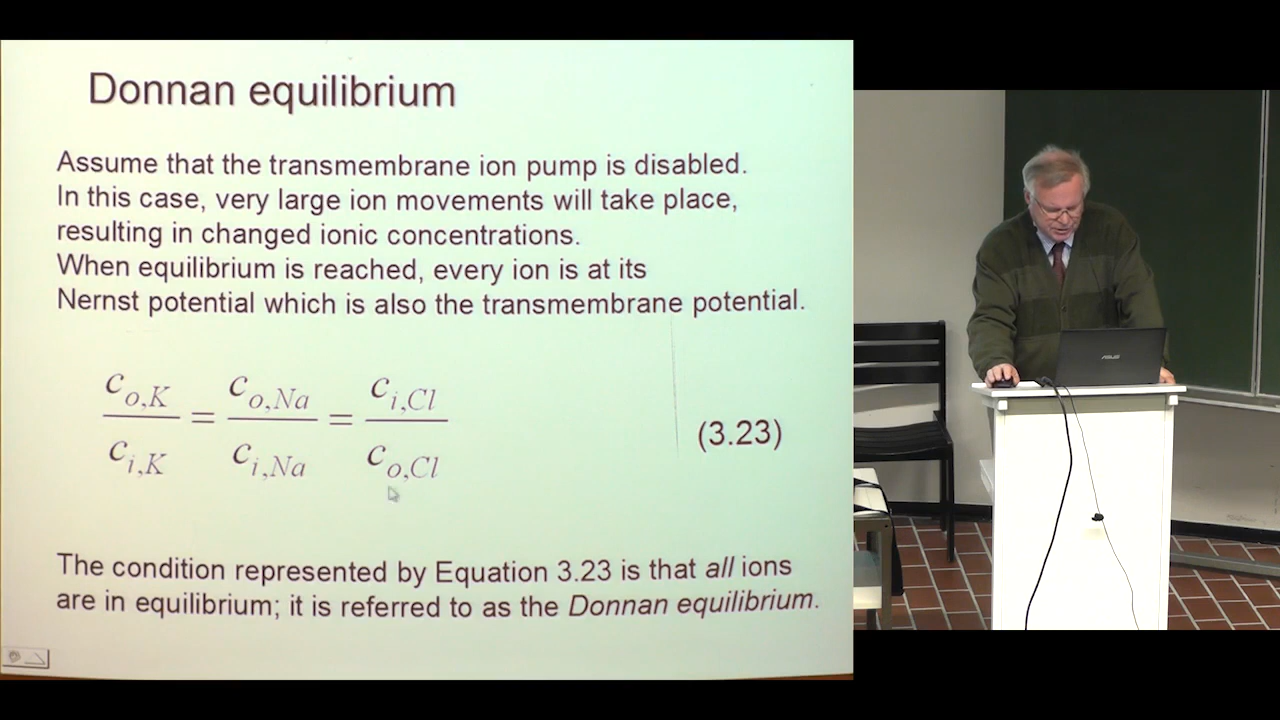 Donnan equilibrium
Assume that the transmembrane ion pump is disabled.
In this case, very large ion movements will take place,
resulting in changed ionic concentrations.
When equilibrium is reached, every ion is at its
Nernst potential which is also the transmembrane potential.
c_{o,K} / c_{i,K} = c_{o,Na} / c_{i,Na} = c_{i,Cl} / c_{o,Cl}
(3.23)
The condition represented by Equation 3.23 is that all ions
are in equilibrium; it is referred to as the Donnan equilibrium.
ASUS